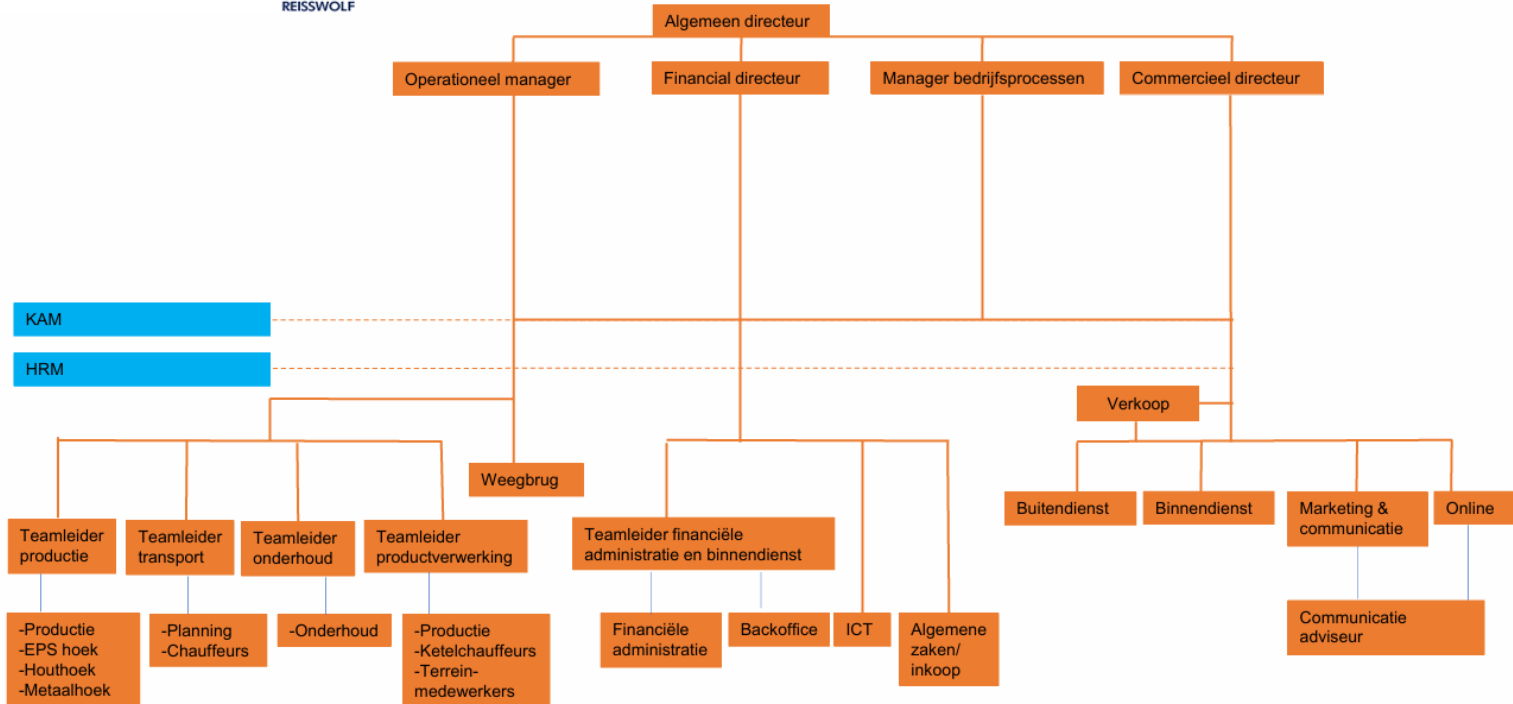 REISSWOLF
Algemeen directeur
Operationeel manager
Financial directeur
Manager bedrijfsprocessen
Commercieel directeur
KAM
HRM
Verkoop
Weegbrug
Buitendienst
Binnendienst
Marketing &
communicatie
Online
Teamleider
productie
Teamleider
transport
Teamleider
onderhoud
Teamleider
productverwerking
Teamleider financiële
administratie en binnendienst
-Productie
-EPS hoek
-Houthoek
-Metaalhoek
-Planning
-Chauffeurs
-Onderhoud
-Productie
-Ketelchauffeurs
-Terrein-
medewerkers
Financiële
administratie
Backoffice
ICT
Algemene
zaken/
inkoop
Communicatie
adviseur